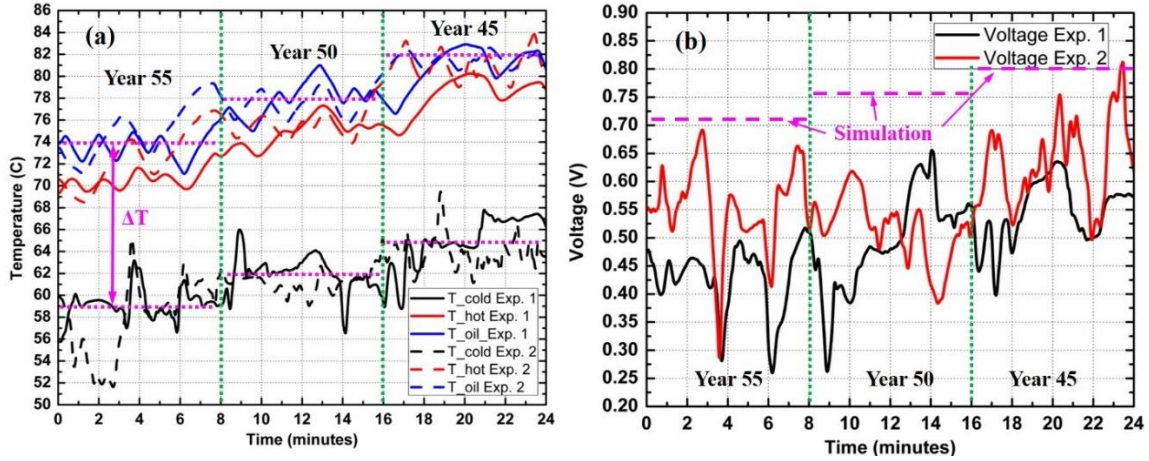 (a)
Year 55
Year 50
Year 45
ΔT
Temperature (C)
86
84
82
80
78
76
74
72
70
68
66
64
62
60
58
56
54
52
50
0 2 4 6 8 10 12 14 16 18 20 22 24
Time (minutes)
T_cold Exp. 1
T_hot Exp. 1
T_oil_Exp. 1
T_cold Exp. 2
T_hot Exp. 2
T_oil Exp. 2
(b)
Voltage Exp. 1
Voltage Exp. 2
Simulation
Year 55
Year 50
Year 45
Voltage (V)
0.90
0.85
0.80
0.75
0.70
0.65
0.60
0.55
0.50
0.45
0.40
0.35
0.30
0.25
0.20
0 2 4 6 8 10 12 14 16 18 20 22 24
Time (minutes)